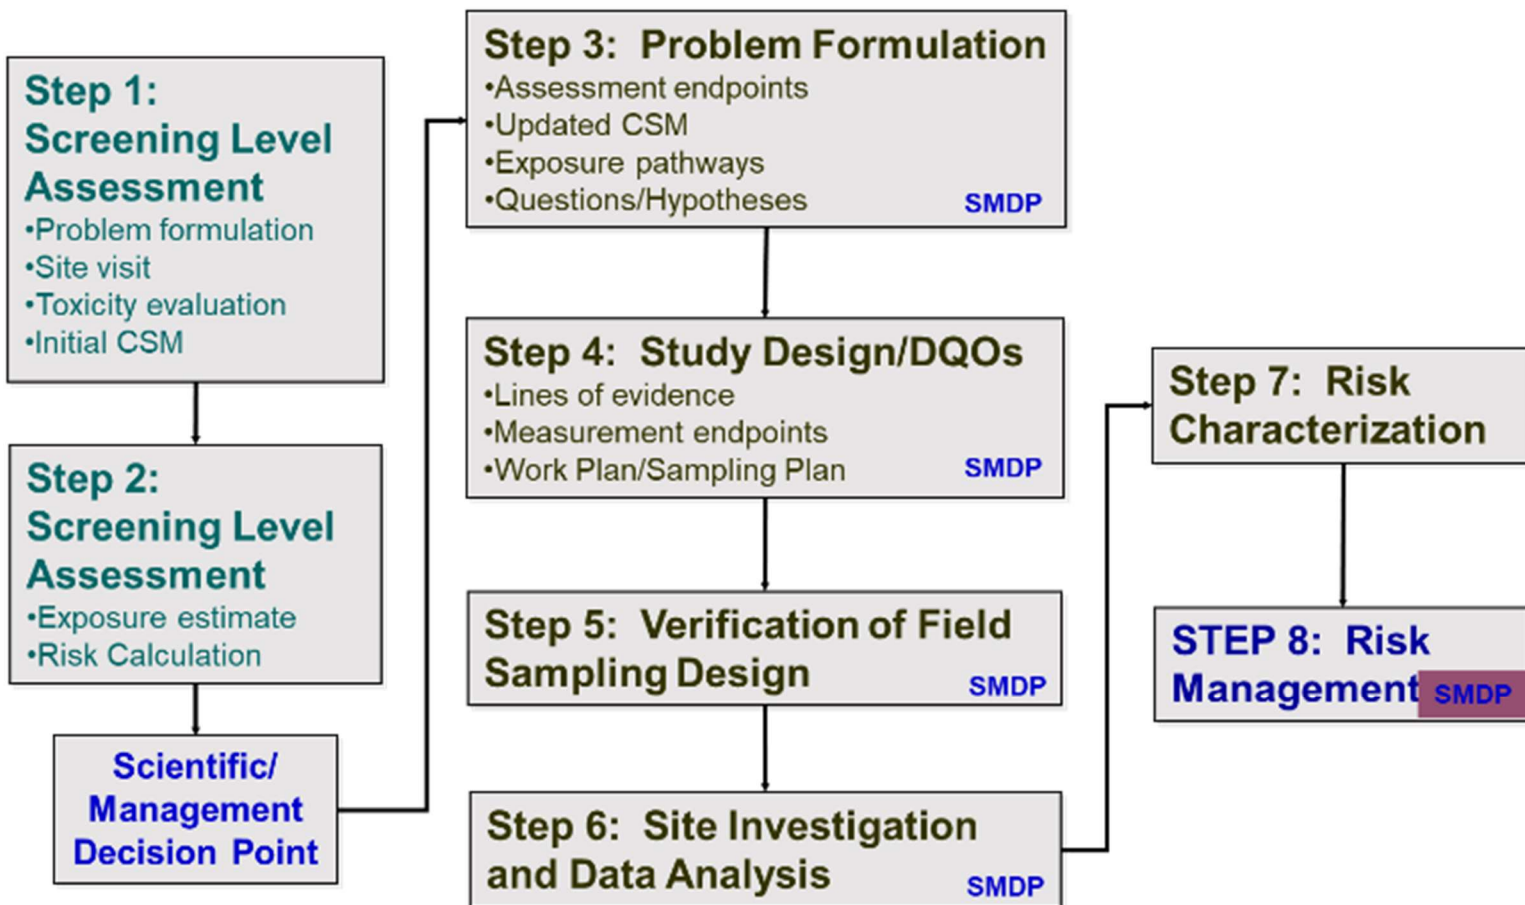 Step 1:
Screening Level
Assessment
•Problem formulation
•Site visit
•Toxicity evaluation
•Initial CSM
Step 2:
Screening Level
Assessment
•Exposure estimate
•Risk Calculation
Scientific/
Management
Decision Point
Step 3:  Problem Formulation
•Assessment endpoints
•Updated CSM
•Exposure pathways
•Questions/Hypotheses SMDP
Step 4:  Study Design/DQOs
•Lines of evidence
•Measurement endpoints
•Work Plan/Sampling Plan SMDP
Step 5:  Verification of Field
Sampling Design SMDP
Step 6:  Site Investigation
and Data Analysis SMDP
Step 7:  Risk
Characterization
STEP 8:  Risk
Management SMDP